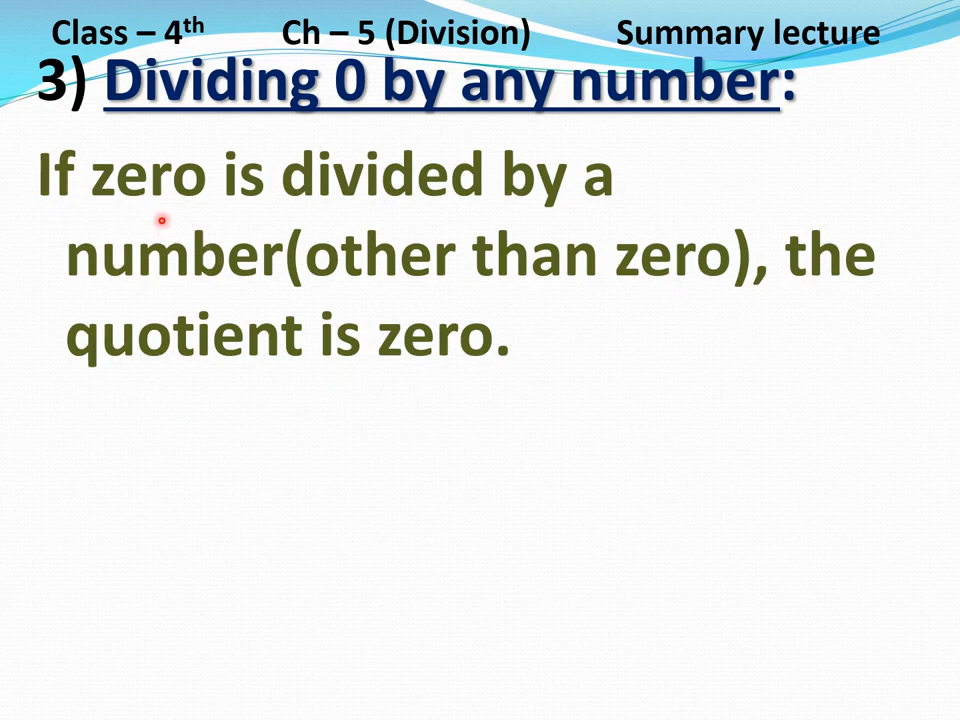 Class – 4th Ch – 5 (Division) Summary lecture
3) Dividing 0 by any number:
If zero is divided by a
number(other than zero), the
quotient is zero.